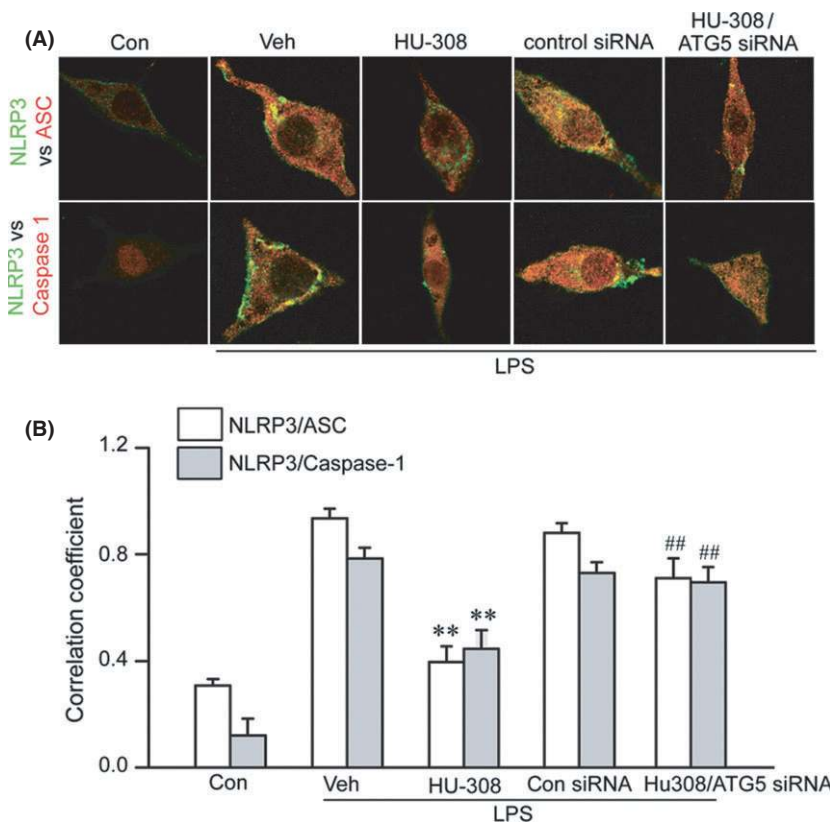 (A)
Con
Veh
HU-308
control siRNA
HU-308/
ATG5 siRNA
NLRP3
vs ASC
NLRP3 vs
Caspase 1
LPS
(B)
NLRP3/ASC
NLRP3/Caspase-1
Correlation coefficient
1.2
0.8
0.4
0.0
**
**
##
##
Con
Veh
HU-308
Con siRNA
Hu308/ATG5 siRNA
LPS